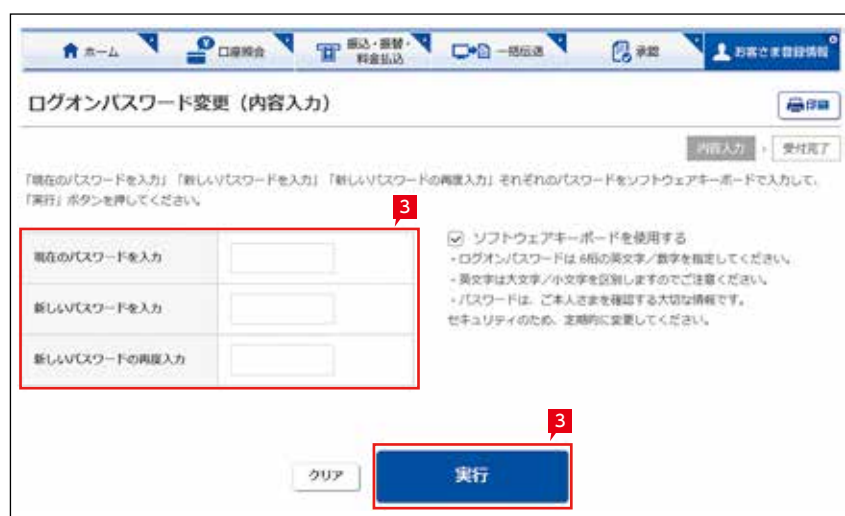 ホーム 口座照会 振込・振替・料金払込 一括伝送 承認 お客さま登録情報
ログオンパスワード変更（内容入力） 印刷
内容入力 › 受付完了
「現在のパスワードを入力」「新しいパスワードを入力」「新しいパスワードの再度入力」それぞれのパスワードをソフトウェアキーボードで入力して、
「実行」ボタンを押してください。
3
現在のパスワードを入力
新しいパスワードを入力
新しいパスワードの再度入力
ソフトウェアキーボードを使用する
・ログオンパスワードは 6桁の英文字／数字を指定してください。
・英文字は大文字／小文字を区別しますのでご注意ください。
・パスワードは、ご本人さまを確認する大切な情報です。
セキュリティのため、定期的に変更してください。
3
クリア 実行